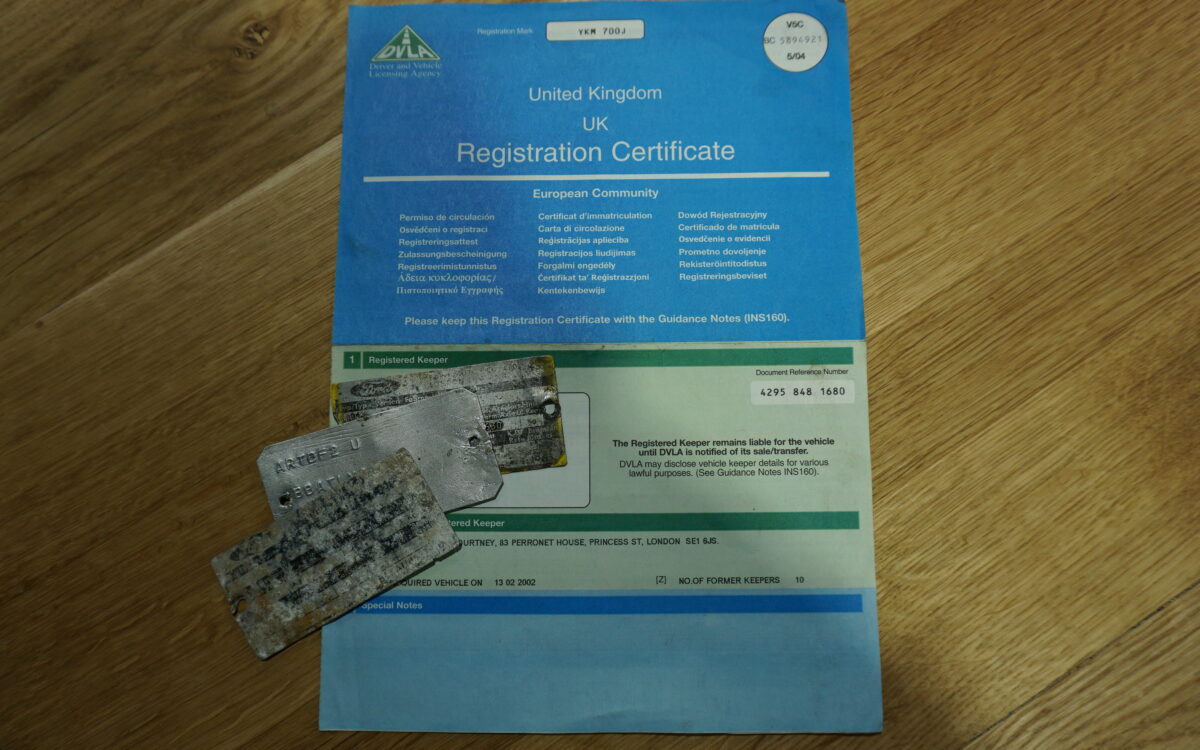 DVLA
Driver and Vehicle
Licensing Agency
Registration Mark
YKM 700J
V5C
BC 5894921
5/04
United Kingdom
UK
Registration Certificate
European Community
Permiso de circulación
Osvědčení o registraci
Registreringsattest
Zulassungsbescheinigung
Registreerimistunnistus
Άδεια κυκλοφορίας/
Πιστοποιητικό Εγγραφής
Certificat d'immatriculation
Carta di circolazione
Reģistrācijas apliecība
Registracijos liudijimas
Forgalmi engedély
Ċertifikat ta' Reġistrazzjoni
Kentekenbewijs
Dowód Rejestracyjny
Certificado de matrícula
Osvedčenie o evidencii
Prometno dovoljenje
Rekisteröintitodistus
Registreringsbeviset
Please keep this Registration Certificate with the Guidance Notes (INS160).
1 Registered Keeper
Document Reference Number
4295 848 1680
The Registered Keeper remains liable for the vehicle
until DVLA is notified of its sale/transfer.
DVLA may disclose vehicle keeper details for various
lawful purposes. (See Guidance Notes INS160).
Ford
ARTBF2 U
Keeper
83 PERRONET HOUSE, PRINCESS ST, LONDON SE1 6JS.
VEHICLE ON 13 02 2002
[Z] NO.OF FORMER KEEPERS 10
Special Notes